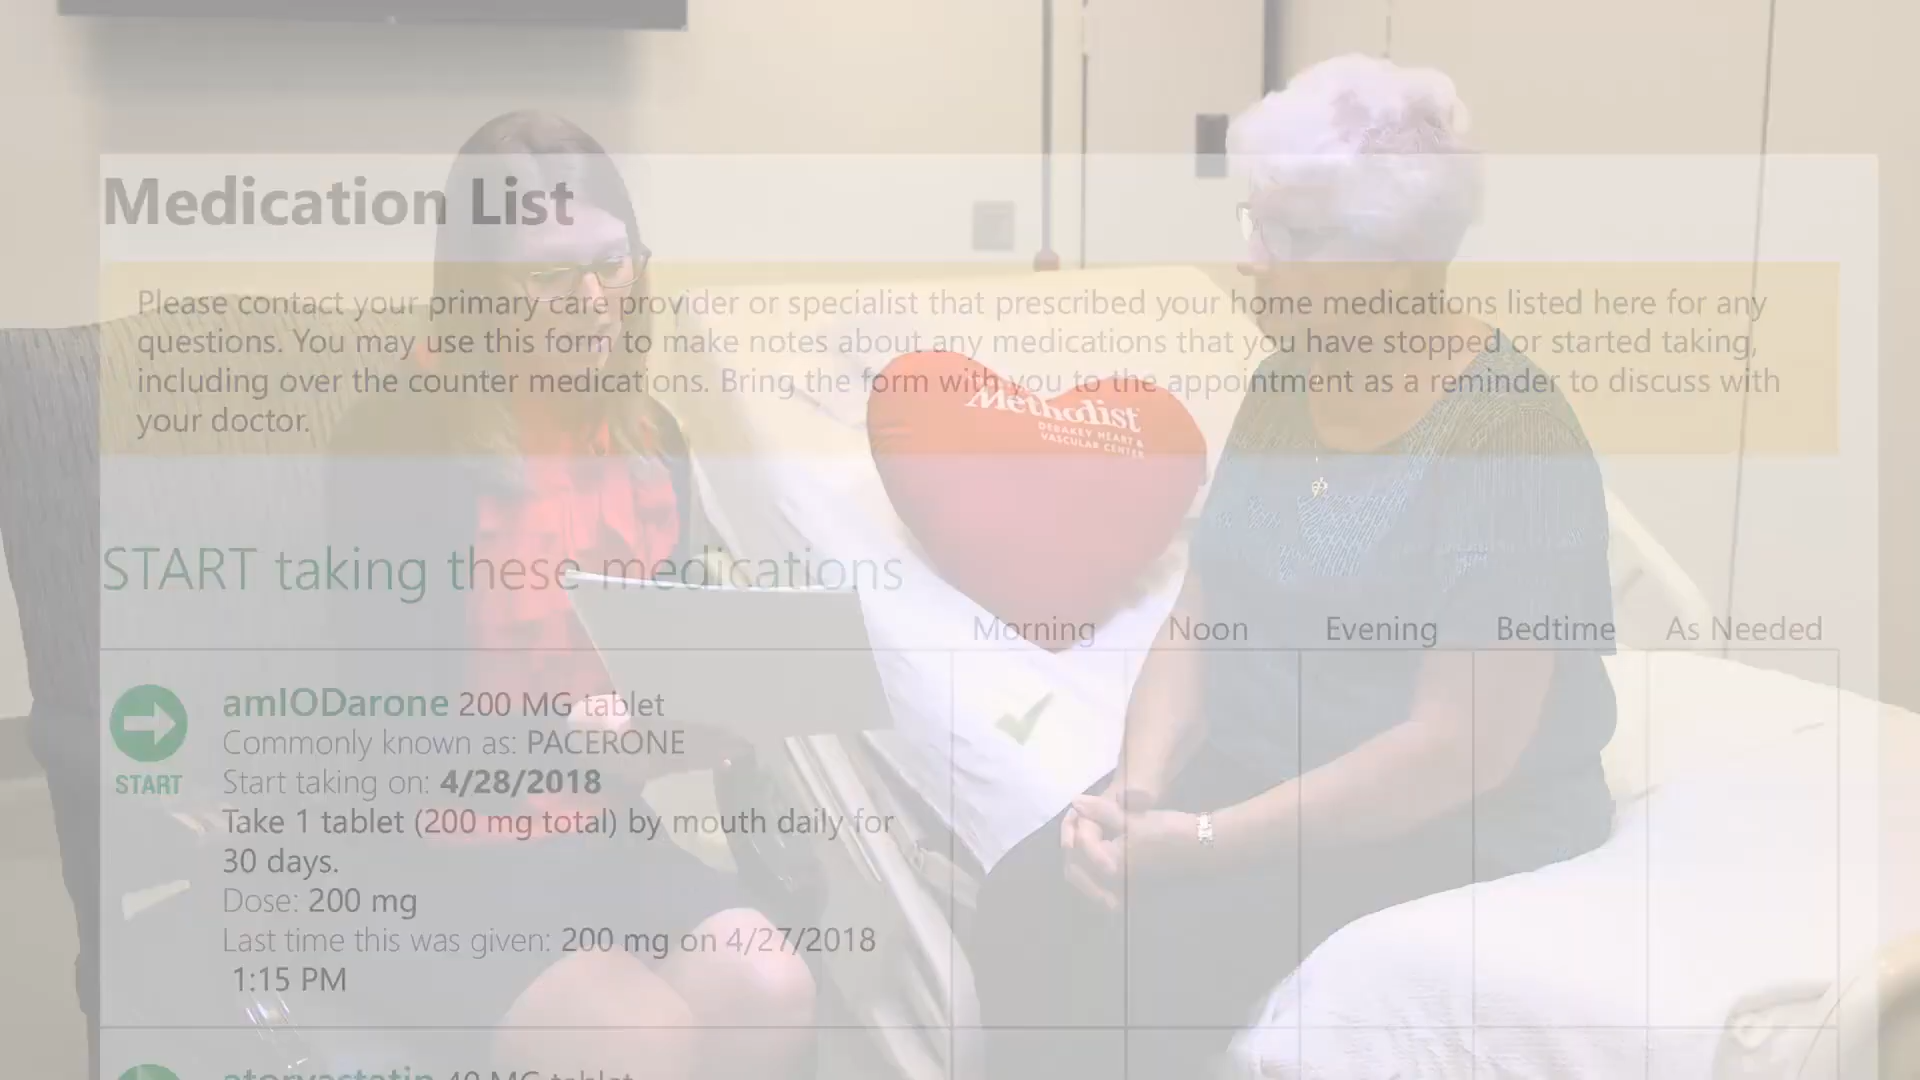 Medication List
Please contact your primary care provider or specialist that prescribed your home medications listed here for any
questions. You may use this form to make notes about any medications that you have stopped or started taking,
including over the counter medications. Bring the form with you to the appointment as a reminder to discuss with
your doctor.
Methodist
DEBAKEY HEART &
VASCULAR CENTER
START taking these medications
Morning Noon Evening Bedtime As Needed
amIODarone 200 MG tablet
Commonly known as: PACERONE
START
Start taking on: 4/28/2018
Take 1 tablet (200 mg total) by mouth daily for
30 days.
Dose: 200 mg
Last time this was given: 200 mg on 4/27/2018
1:15 PM
atorvastatin 40 MG tablet